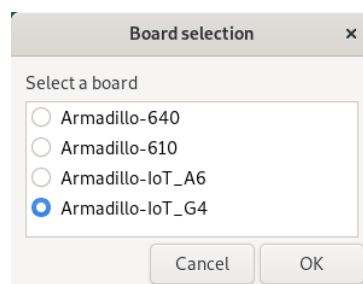 Board selection ×
Select a board
Armadillo-640
Armadillo-610
Armadillo-IoT_A6
Armadillo-IoT_G4
Cancel OK